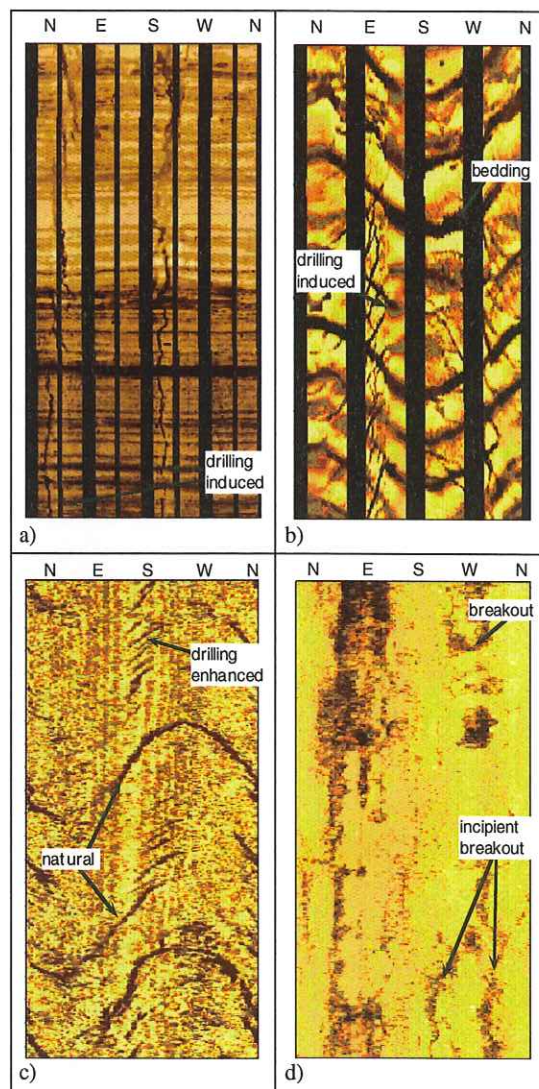 N E S W N
drilling
induced
a)
N E S W N
bedding
drilling
induced
b)
N E S W N
drilling
enhanced
natural
c)
N E S W N
breakout
incipient
breakout
d)